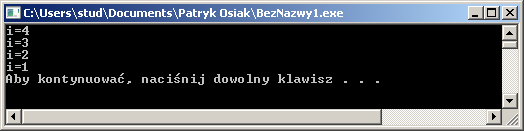 C:\Users\stud\Documents\Patryk Osiak\BezNazwy1.exe
i=4
i=3
i=2
i=1
Aby kontynuować, naciśnij dowolny klawisz . . .